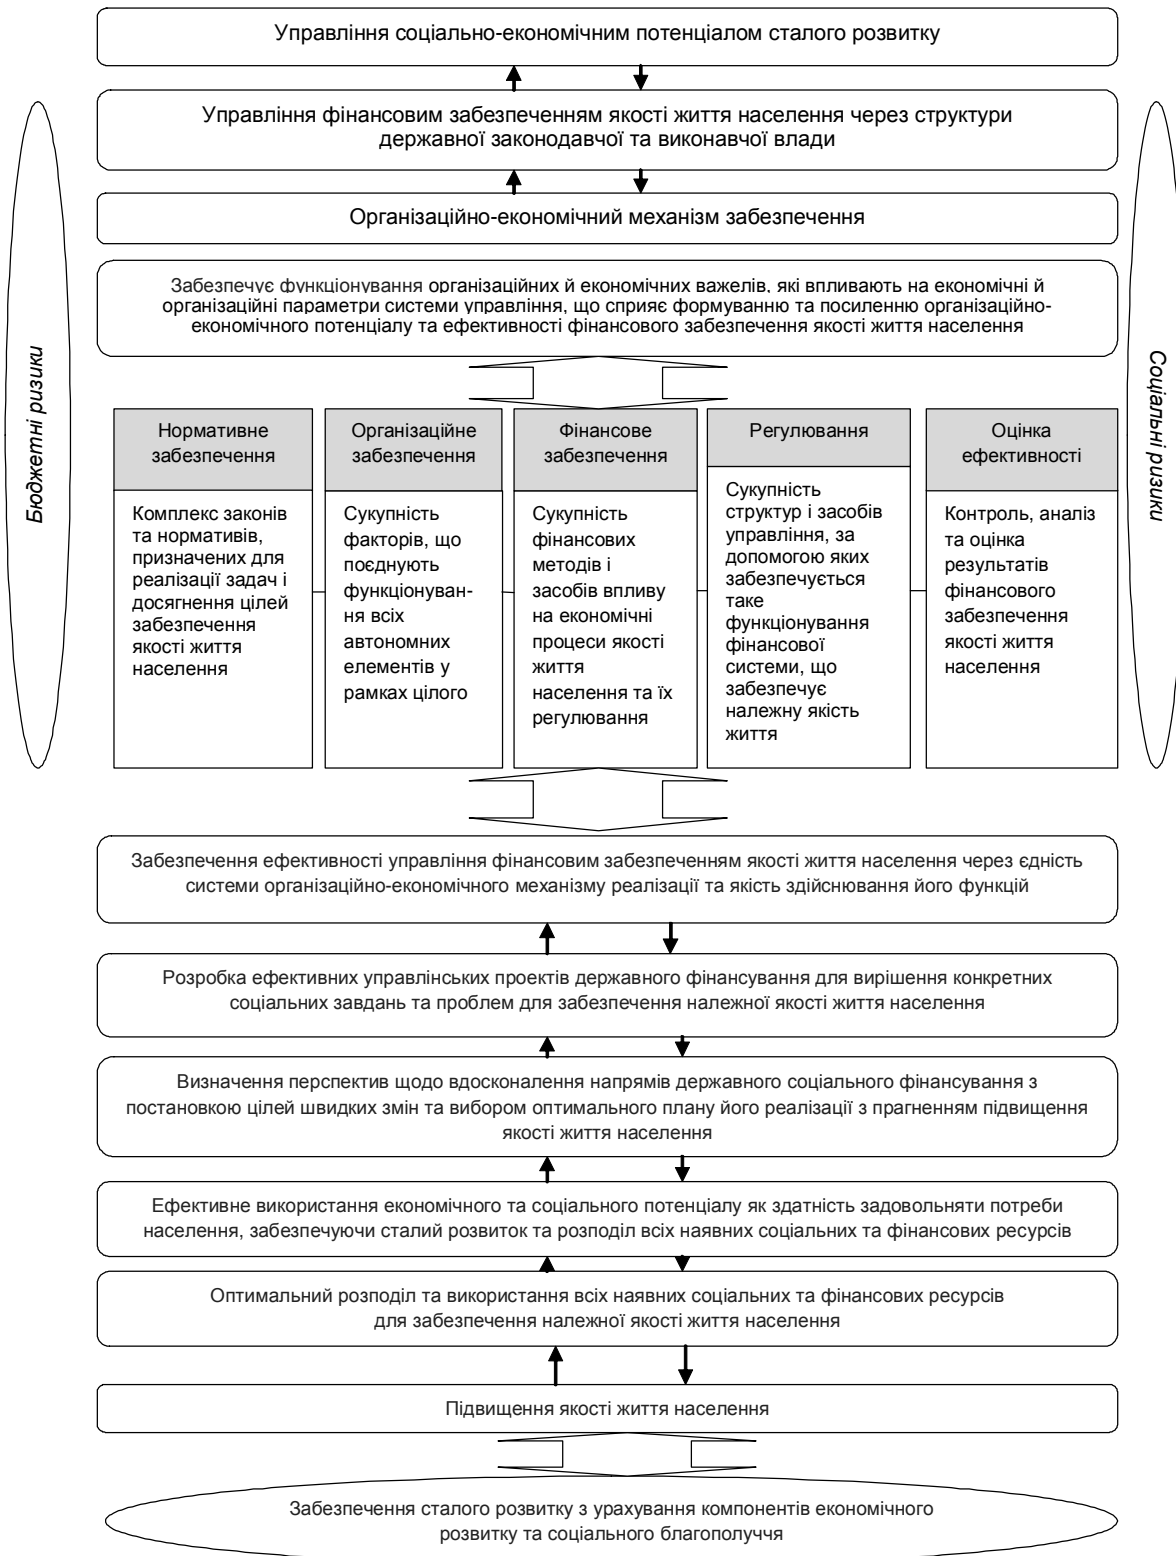 Управління соціально-економічним потенціалом сталого розвитку
Управління фінансовим забезпеченням якості життя населення через структури
державної законодавчої та виконавчої влади
Організаційно-економічний механізм забезпечення
Забезпечує функціонування організаційних й економічних важелів, які впливають на економічні й
організаційні параметри системи управління, що сприяє формуванню та посиленню організаційно-
економічного потенціалу та ефективності фінансового забезпечення якості життя населення
Бюджетні ризики
Соціальні ризики
Нормативне
забезпечення
Комплекс законів
та нормативів,
призначених для
реалізації задач і
досягнення цілей
забезпечення
якості життя
населення
Організаційне
забезпечення
Сукупність
факторів, що
поєднують
функціонуван-
ня всіх
автономних
елементів у
рамках цілого
Фінансове
забезпечення
Сукупність
фінансових
методів і
засобів впливу
на економічні
процеси якості
життя
населення та їх
регулювання
Регулювання
Сукупність
структур і засобів
управління, за
допомогою яких
забезпечується
таке
функціонування
фінансової
системи, що
забезпечує
належну якість
життя
Оцінка
ефективності
Контроль, аналіз
та оцінка
результатів
фінансового
забезпечення
якості життя
населення
Забезпечення ефективності управління фінансовим забезпеченням якості життя населення через єдність
системи організаційно-економічного механізму реалізації та якість здійснювання його функцій
Розробка ефективних управлінських проектів державного фінансування для вирішення конкретних
соціальних завдань та проблем для забезпечення належної якості життя населення
Визначення перспектив щодо вдосконалення напрямів державного соціального фінансування з
постановкою цілей швидких змін та вибором оптимального плану його реалізації з прагненням підвищення
якості життя населення
Ефективне використання економічного та соціального потенціалу як здатність задовольняти потреби
населення, забезпечуючи сталий розвиток та розподіл всіх наявних соціальних та фінансових ресурсів
Оптимальний розподіл та використання всіх наявних соціальних та фінансових ресурсів
для забезпечення належної якості життя населення
Підвищення якості життя населення
Забезпечення сталого розвитку з урахування компонентів економічного
розвитку та соціального благополуччя